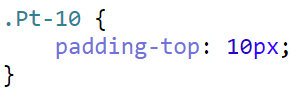 .Pt-10 {
    padding-top: 10px;
}